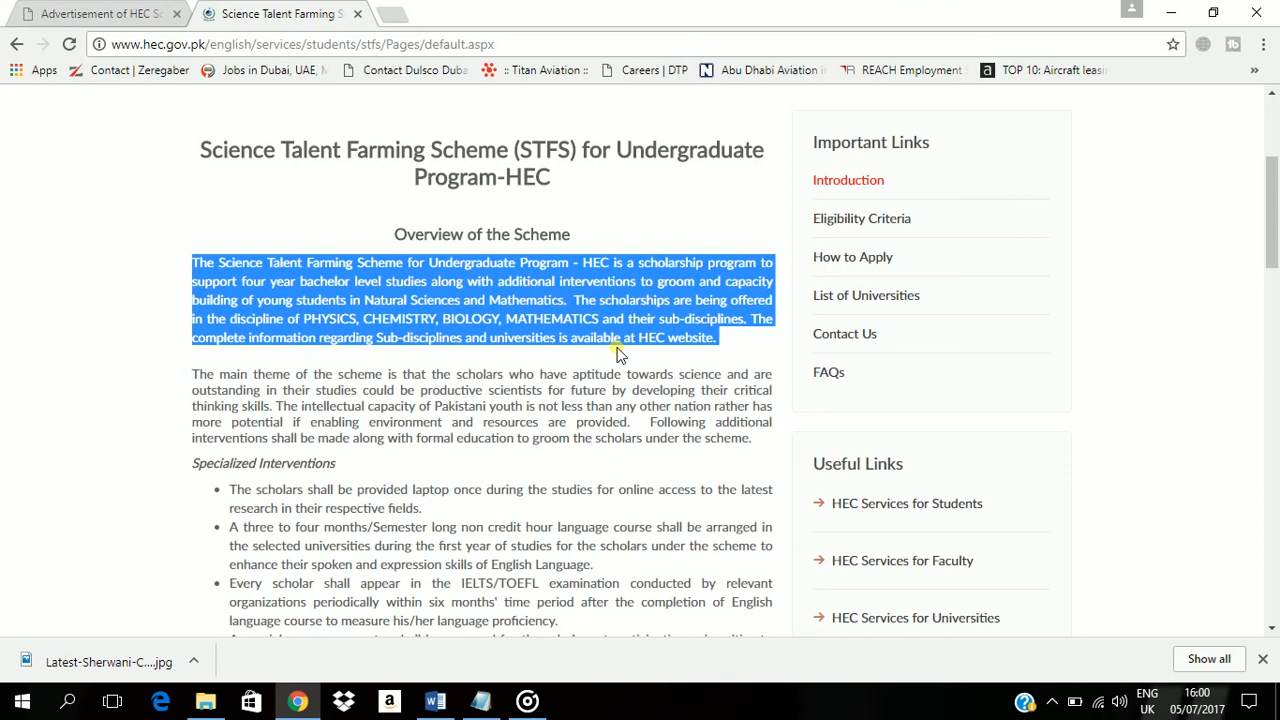 Advertisement of HEC Sc
Science Talent Farming S
www.hec.gov.pk/english/services/students/stfs/Pages/default.aspx
Apps
Contact | Zeregaber
Jobs in Dubai, UAE, M
Contact Dulsco Duba
:: Titan Aviation ::
Careers | DTP
Abu Dhabi Aviation in
REACH Employment
TOP 10: Aircraft leasi
Science Talent Farming Scheme (STFS) for Undergraduate
Program-HEC
Overview of the Scheme
The Science Talent Farming Scheme for Undergraduate Program - HEC is a scholarship program to
support four year bachelor level studies along with additional interventions to groom and capacity
building of young students in Natural Sciences and Mathematics. The scholarships are being offered
in the discipline of PHYSICS, CHEMISTRY, BIOLOGY, MATHEMATICS and their sub-disciplines. The
complete information regarding Sub-disciplines and universities is available at HEC website.
The main theme of the scheme is that the scholars who have aptitude towards science and are
outstanding in their studies could be productive scientists for future by developing their critical
thinking skills. The intellectual capacity of Pakistani youth is not less than any other nation rather has
more potential if enabling environment and resources are provided. Following additional
interventions shall be made along with formal education to groom the scholars under the scheme.
Specialized Interventions
• The scholars shall be provided laptop once during the studies for online access to the latest
research in their respective fields.
• A three to four months/Semester long non credit hour language course shall be arranged in
the selected universities during the first year of studies for the scholars under the scheme to
enhance their spoken and expression skills of English Language.
• Every scholar shall appear in the IELTS/TOEFL examination conducted by relevant
organizations periodically within six months' time period after the completion of English
language course to measure his/her language proficiency.
Important Links
Introduction
Eligibility Criteria
How to Apply
List of Universities
Contact Us
FAQs
Useful Links
HEC Services for Students
HEC Services for Faculty
HEC Services for Universities
Latest-Sherwani-C....jpg
Show all
ENG
UK
16:00
05/07/2017